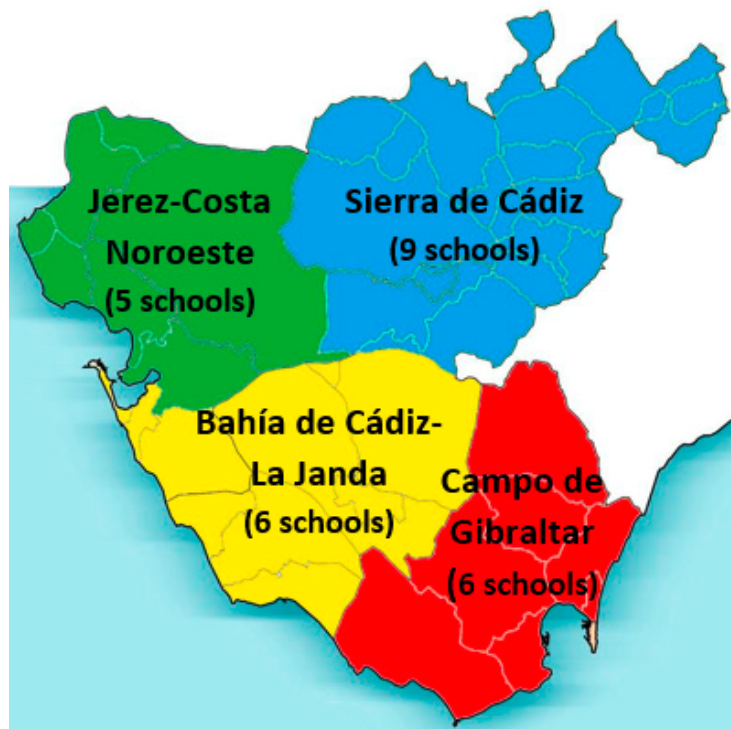 Jerez-Costa
Noroeste
(5 schools)
Sierra de Cádiz
(9 schools)
Bahía de Cádiz-
La Janda
(6 schools)
Campo de
Gibraltar
(6 schools)